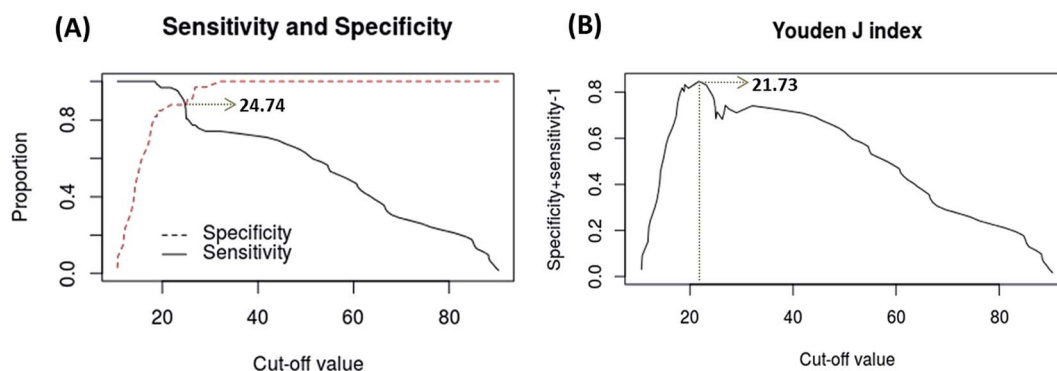 (A)
Sensitivity and Specificity
Proportion
0.0
0.4
0.8
24.74
Specificity
Sensitivity
20 40 60 80
Cut-off value
(B)
Youden J index
Specificity+sensitivity-1
0.0
0.2
0.4
0.6
0.8
21.73
20 40 60 80
Cut-off value